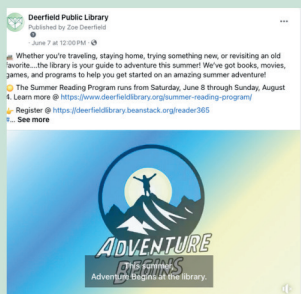 Deerfield Public Library
Published by Zoe Deerfield
· June 7 at 12:00 PM ·
Whether you're traveling, staying home, trying something new, or revisiting an old
favorite....the library is your guide to adventure this summer! We've got books, movies,
games, and programs to help you get started on an amazing summer adventure!
The Summer Reading Program runs from Saturday, June 8 through Sunday, August
4. Learn more @ https://www.deerfieldlibrary.org/summer-reading-program/
Register @ https://www.deerfieldlibrary.beanstack.org/reader365
#... See more
ADVENTURE
BEGINS
This summer,
Adventure Begins at the library.